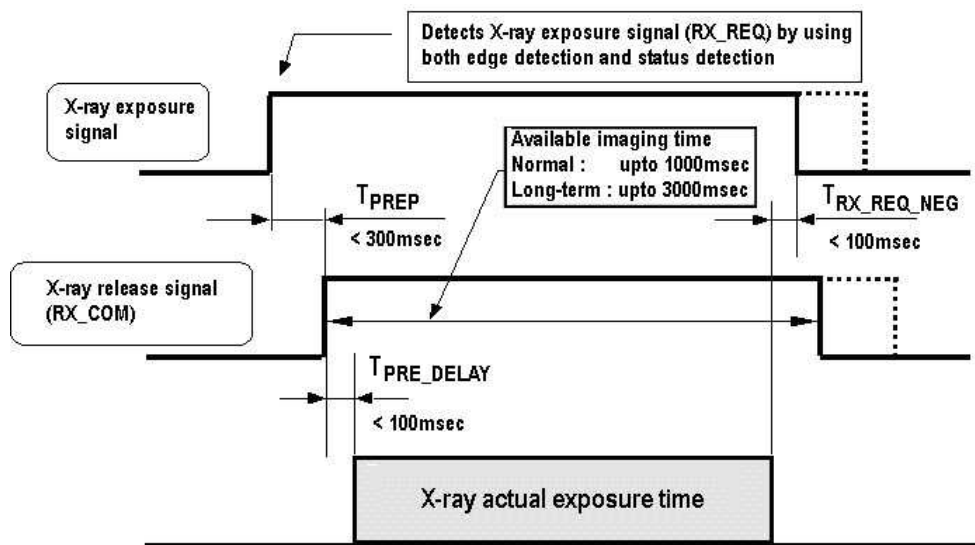 Detects X-ray exposure signal (RX_REQ) by using
both edge detection and status detection
X-ray exposure
signal
Available imaging time
Normal : upto 1000msec
Long-term : upto 3000msec
TPREP
< 300msec
TRX_REQ_NEG
< 100msec
X-ray release signal
(RX_COM)
TPRE_DELAY
< 100msec
X-ray actual exposure time